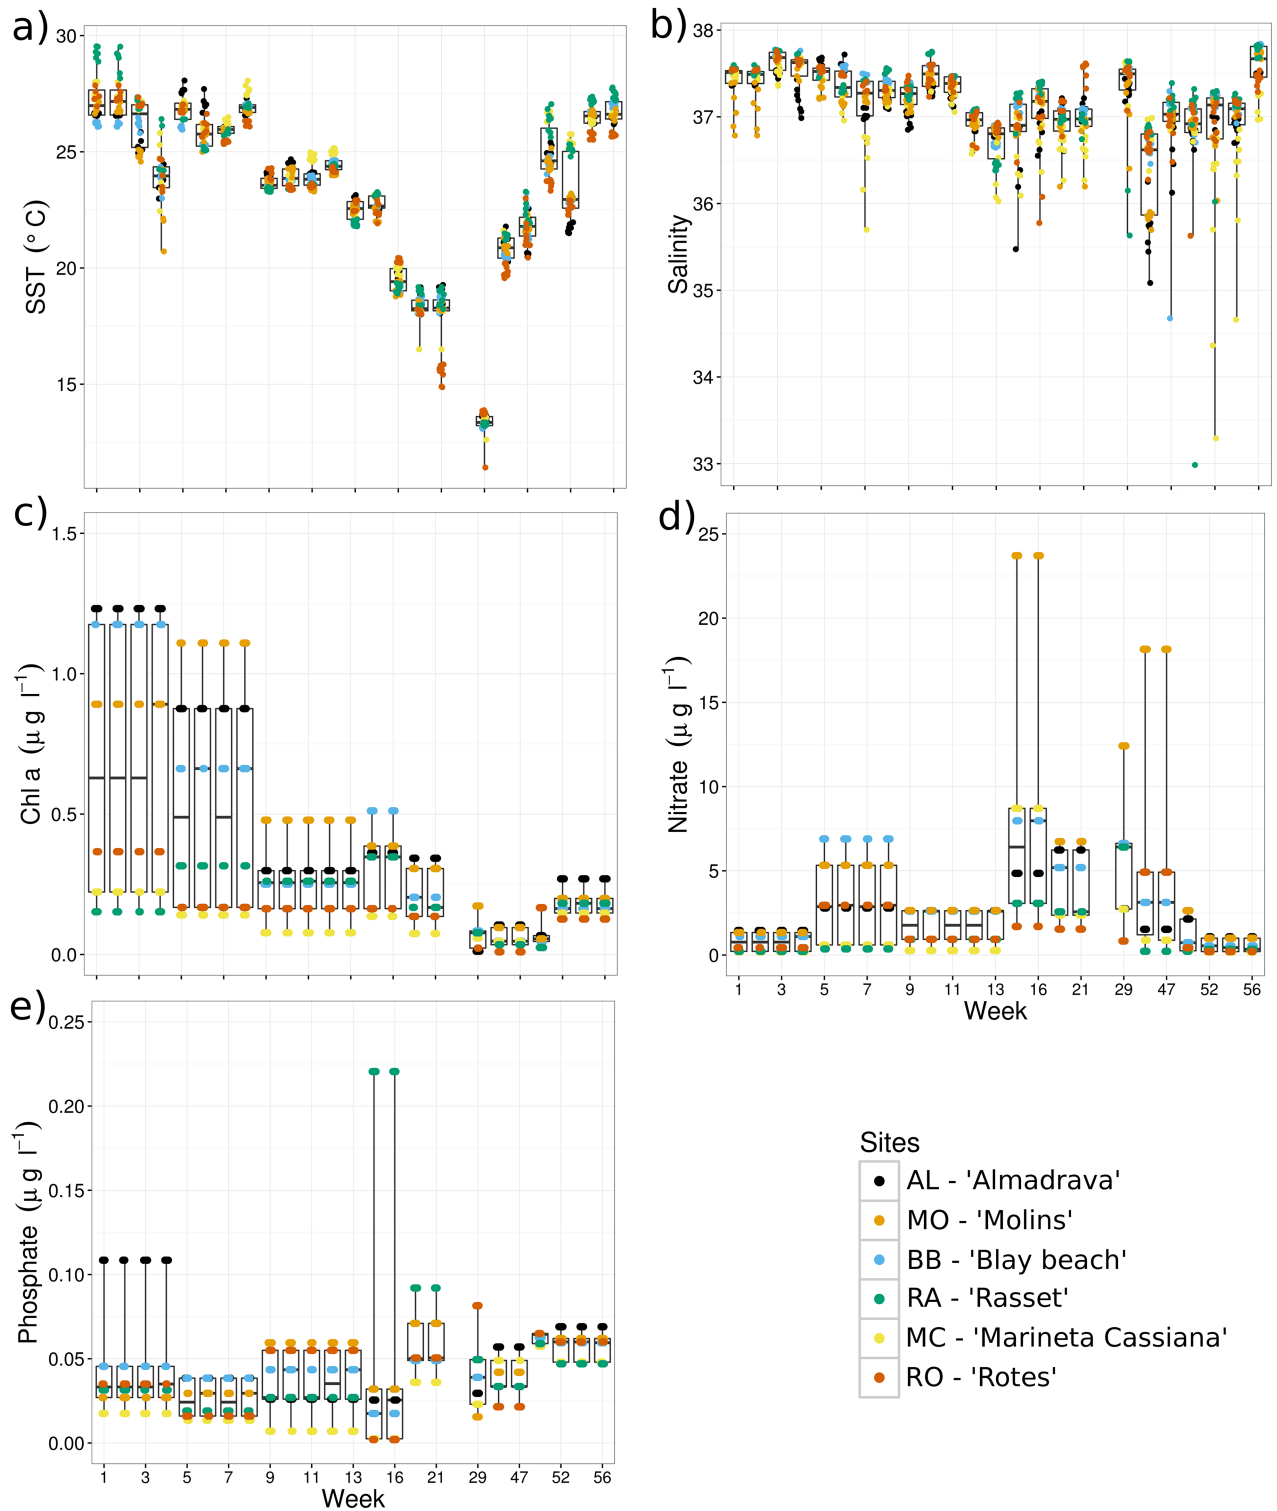 a)
30
25
20
15
SST (°C)
b)
38
37
36
35
34
33
Salinity
c)
1.5
1.0
0.5
0.0
Chl a (μg l⁻¹)
d)
25
20
15
10
5
0
Nitrate (μg l⁻¹)
1 3 5 7 9 11 13 16 21 29 47 52 56
Week
e)
0.25
0.20
0.15
0.10
0.05
0.00
Phosphate (μg l⁻¹)
1 3 5 7 9 11 13 16 21 29 47 52 56
Week
Sites
AL - 'Almadrava'
MO - 'Molins'
BB - 'Blay beach'
RA - 'Rasset'
MC - 'Marineta Cassiana'
RO - 'Rotes'